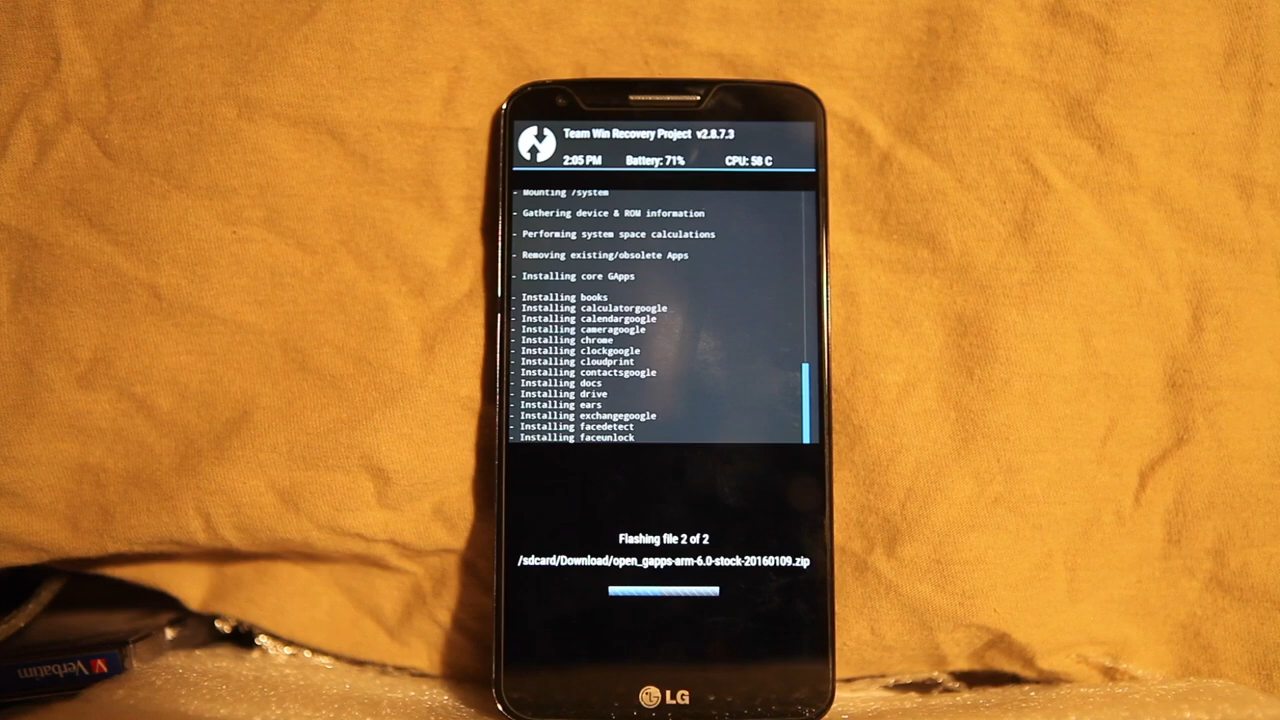 Team Win Recovery Project v2.8.7.3
2:05 PM Battery: 71% CPU: 58 C
- Mounting /system
- Gathering device & ROM information
- Performing system space calculations
- Removing existing/obsolete Apps
- Installing core GApps
- Installing books
- Installing calculatorgoogle
- Installing calendargoogle
- Installing cameragoogle
- Installing chrome
- Installing clockgoogle
- Installing cloudprint
- Installing contactsgoogle
- Installing docs
- Installing drive
- Installing ears
- Installing exchangegoogle
- Installing facedetect
- Installing faceunlock
Flashing file 2 of 2
/sdcard/Download/open_gapps-arm-6.0-stock-20160109.zip
LG
Verbatim